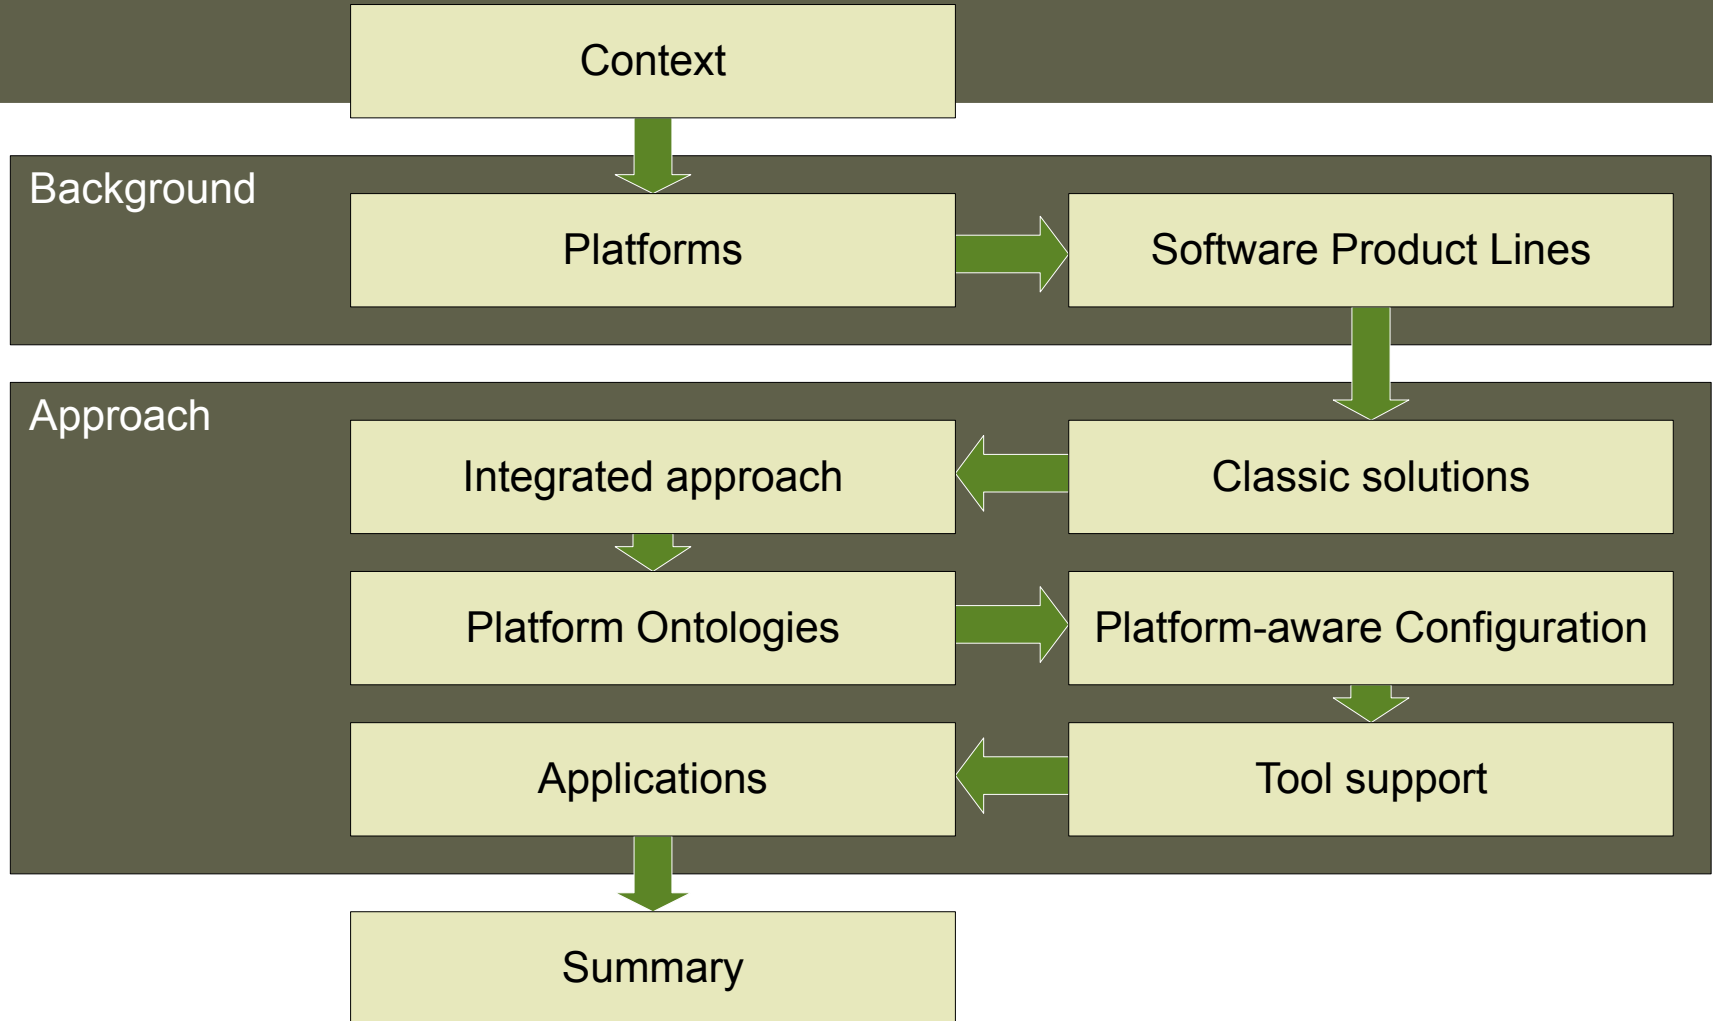 Context
Background
Platforms
Software Product Lines
Approach
Integrated approach
Classic solutions
Platform Ontologies
Platform-aware Configuration
Applications
Tool support
Summary